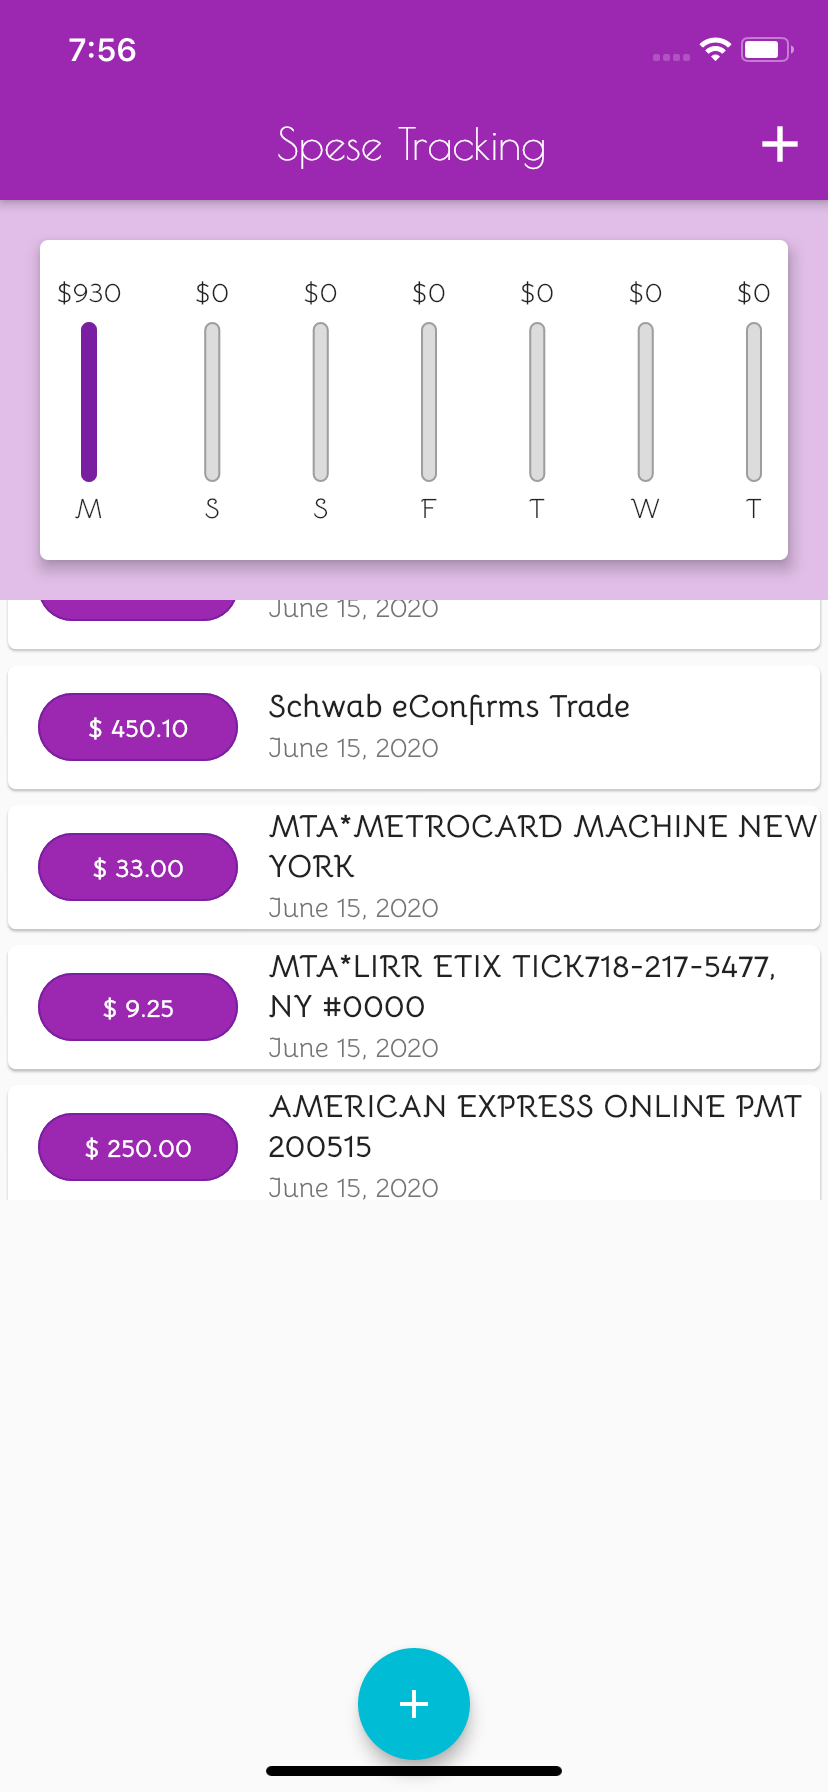 7:56
Spese Tracking
$930 $0 $0 $0 $0 $0 $0
M S S F T W T
June 15, 2020
$ 450.10
Schwab eConfirms Trade
June 15, 2020
$ 33.00
MTA*METROCARD MACHINE NEW
YORK
June 15, 2020
$ 9.25
MTA*LIRR ETIX TICK718-217-5477,
NY #0000
June 15, 2020
$ 250.00
AMERICAN EXPRESS ONLINE PMT
200515
June 15, 2020